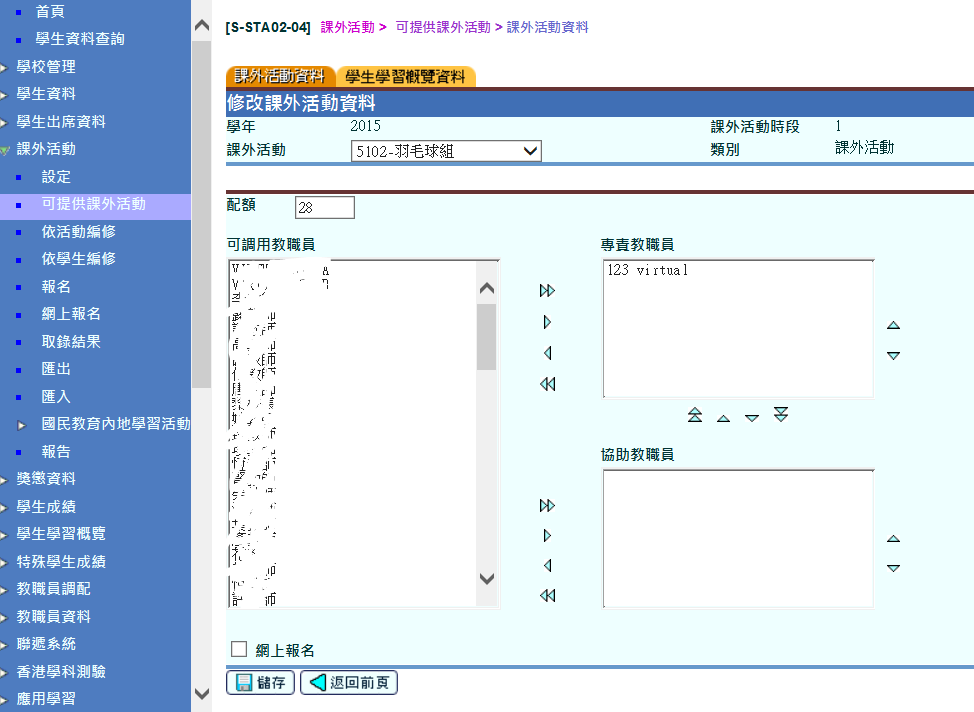 首頁
學生資料查詢
學校管理
學生資料
學生出席資料
課外活動
設定
可提供課外活動
依活動編修
依學生編修
報名
網上報名
取錄結果
匯出
匯入
國民教育內地學習活動
報告
獎懲資料
學生成績
學生學習概覽
特殊學生成績
教職員調配
教職員資料
聯遞系統
香港學科測驗
應用學習
[S-STA02-04] 課外活動 > 可提供課外活動 > 課外活動資料
課外活動資料 學生學習概覽資料
修改課外活動資料
學年 2015 課外活動時段 1
課外活動 5102-羽毛球組 類別 課外活動
配額 28
可調用教職員 專責教職員
123 virtual
協助教職員
網上報名
儲存 返回前頁